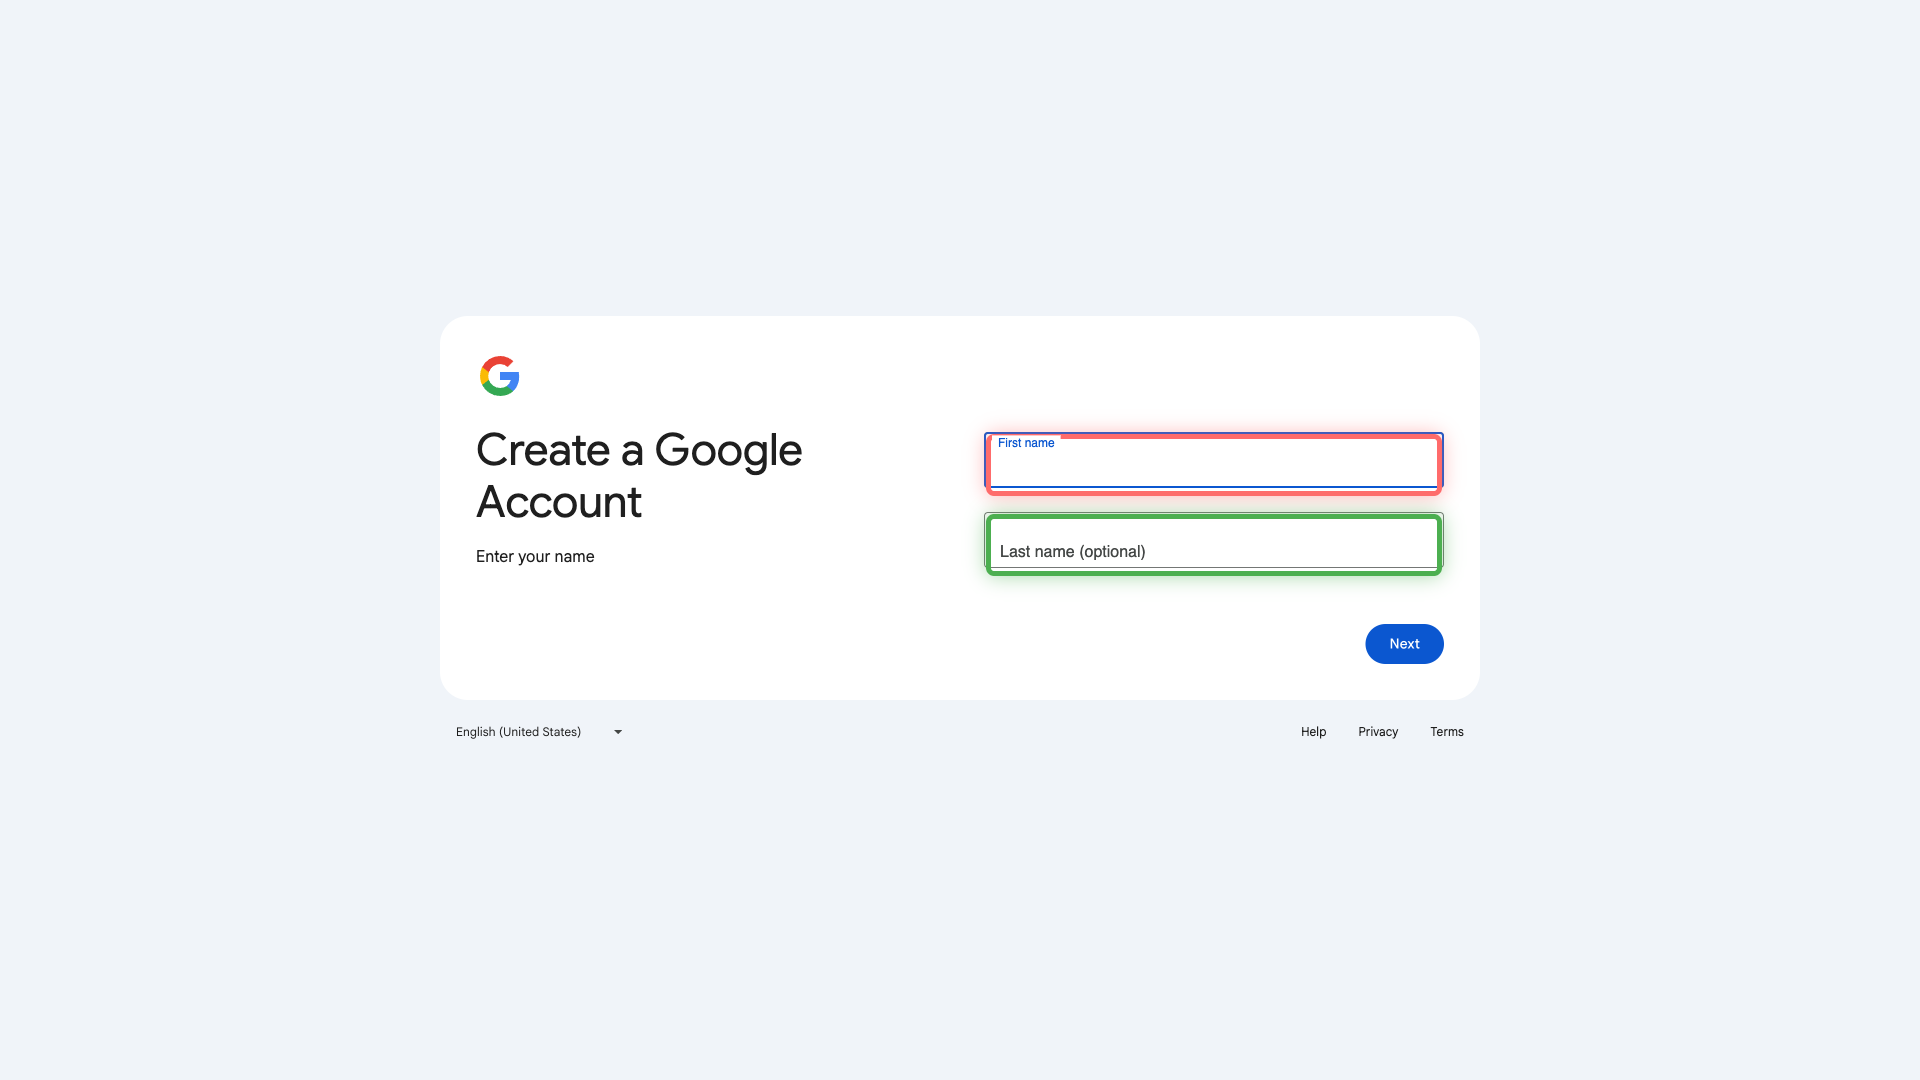 Create a Google
Account
Enter your name
First name
Last name (optional)
Next
English (United States)
Help
Privacy
Terms